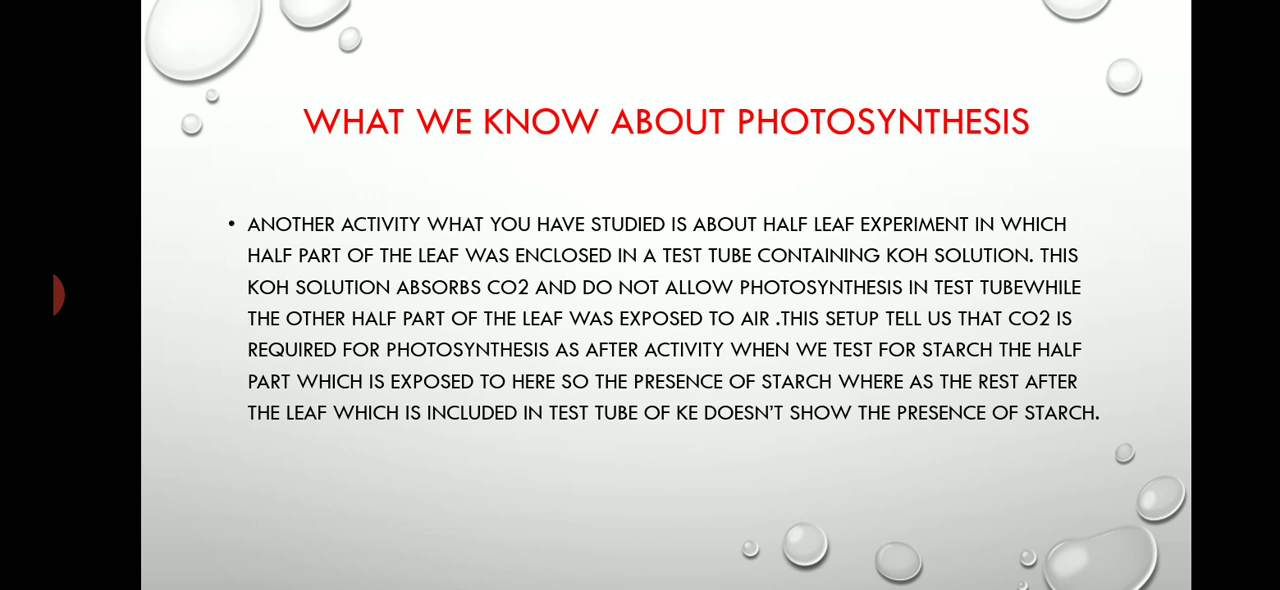 WHAT WE KNOW ABOUT PHOTOSYNTHESIS
• ANOTHER ACTIVITY WHAT YOU HAVE STUDIED IS ABOUT HALF LEAF EXPERIMENT IN WHICH
HALF PART OF THE LEAF WAS ENCLOSED IN A TEST TUBE CONTAINING KOH SOLUTION. THIS
KOH SOLUTION ABSORBS CO2 AND DO NOT ALLOW PHOTOSYNTHESIS IN TEST TUBEWHILE
THE OTHER HALF PART OF THE LEAF WAS EXPOSED TO AIR .THIS SETUP TELL US THAT CO2 IS
REQUIRED FOR PHOTOSYNTHESIS AS AFTER ACTIVITY WHEN WE TEST FOR STARCH THE HALF
PART WHICH IS EXPOSED TO HERE SO THE PRESENCE OF STARCH WHERE AS THE REST AFTER
THE LEAF WHICH IS INCLUDED IN TEST TUBE OF KE DOESN'T SHOW THE PRESENCE OF STARCH.